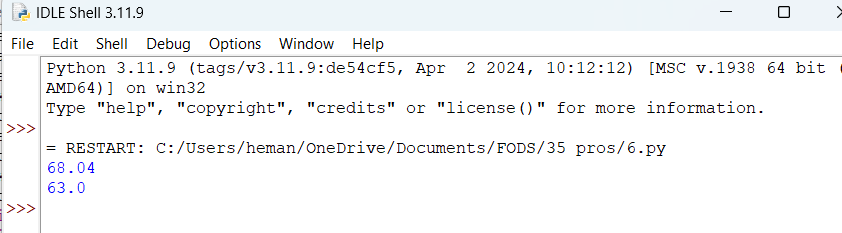 IDLE Shell 3.11.9
File Edit Shell Debug Options Window Help
Python 3.11.9 (tags/v3.11.9:de54cf5, Apr  2 2024, 10:12:12) [MSC v.1938 64 bit (
AMD64)] on win32
Type "help", "copyright", "credits" or "license()" for more information.
>>>
= RESTART: C:/Users/heman/OneDrive/Documents/FODS/35 pros/6.py
68.04
63.0
>>>